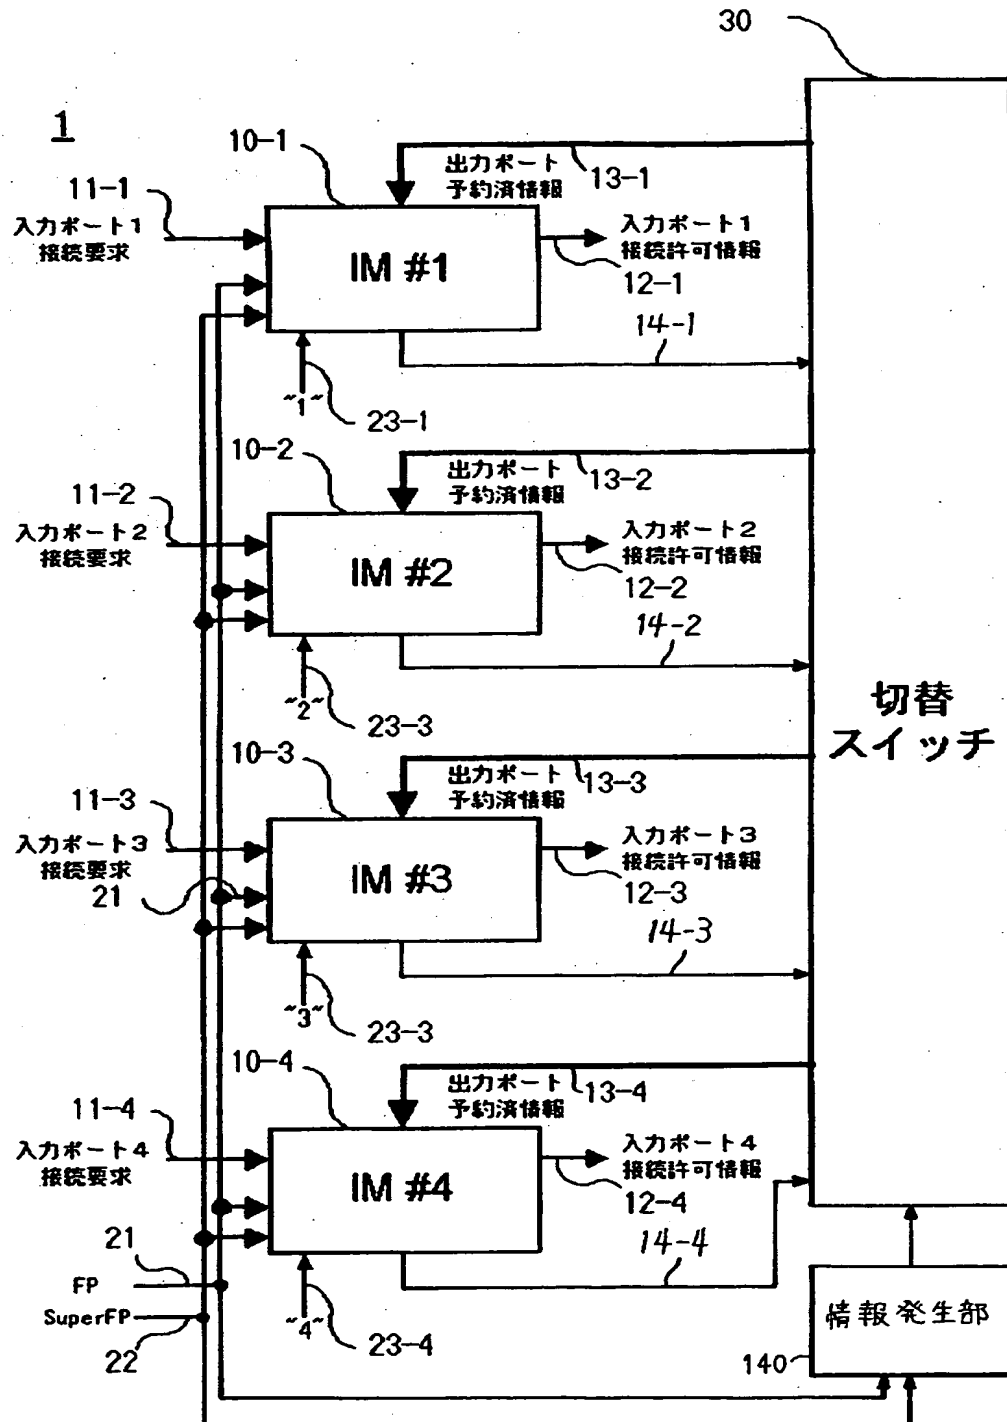 30
1
10-1
出力ポート
予約済情報
13-1
11-1
入力ポート1
接続要求
IM #1
入力ポート1
接続許可情報
12-1
14-1
"1"
23-1
10-2
出力ポート
予約済情報
13-2
11-2
入力ポート2
接続要求
IM #2
入力ポート2
接続許可情報
12-2
14-2
"2"
23-3
切替
スイッチ
10-3
出力ポート
予約済情報
13-3
11-3
入力ポート3
接続要求
21
IM #3
入力ポート3
接続許可情報
12-3
14-3
"3"
23-3
10-4
出力ポート
予約済情報
13-4
11-4
入力ポート4
接続要求
IM #4
入力ポート4
接続許可情報
12-4
14-4
21
FP
SuperFP
22
"4"
23-4
情報発生部
140